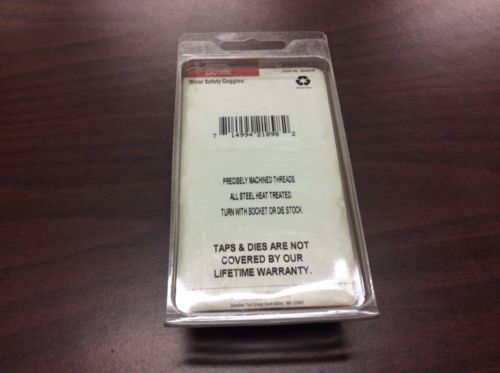 CAUTION:
Wear Safety Goggles.
7 14994 21098 2
PRECISELY MACHINED THREADS.
ALL STEEL HEAT TREATED.
TURN WITH SOCKET OR DIE STOCK.
TAPS & DIES ARE NOT
COVERED BY OUR
LIFETIME WARRANTY.